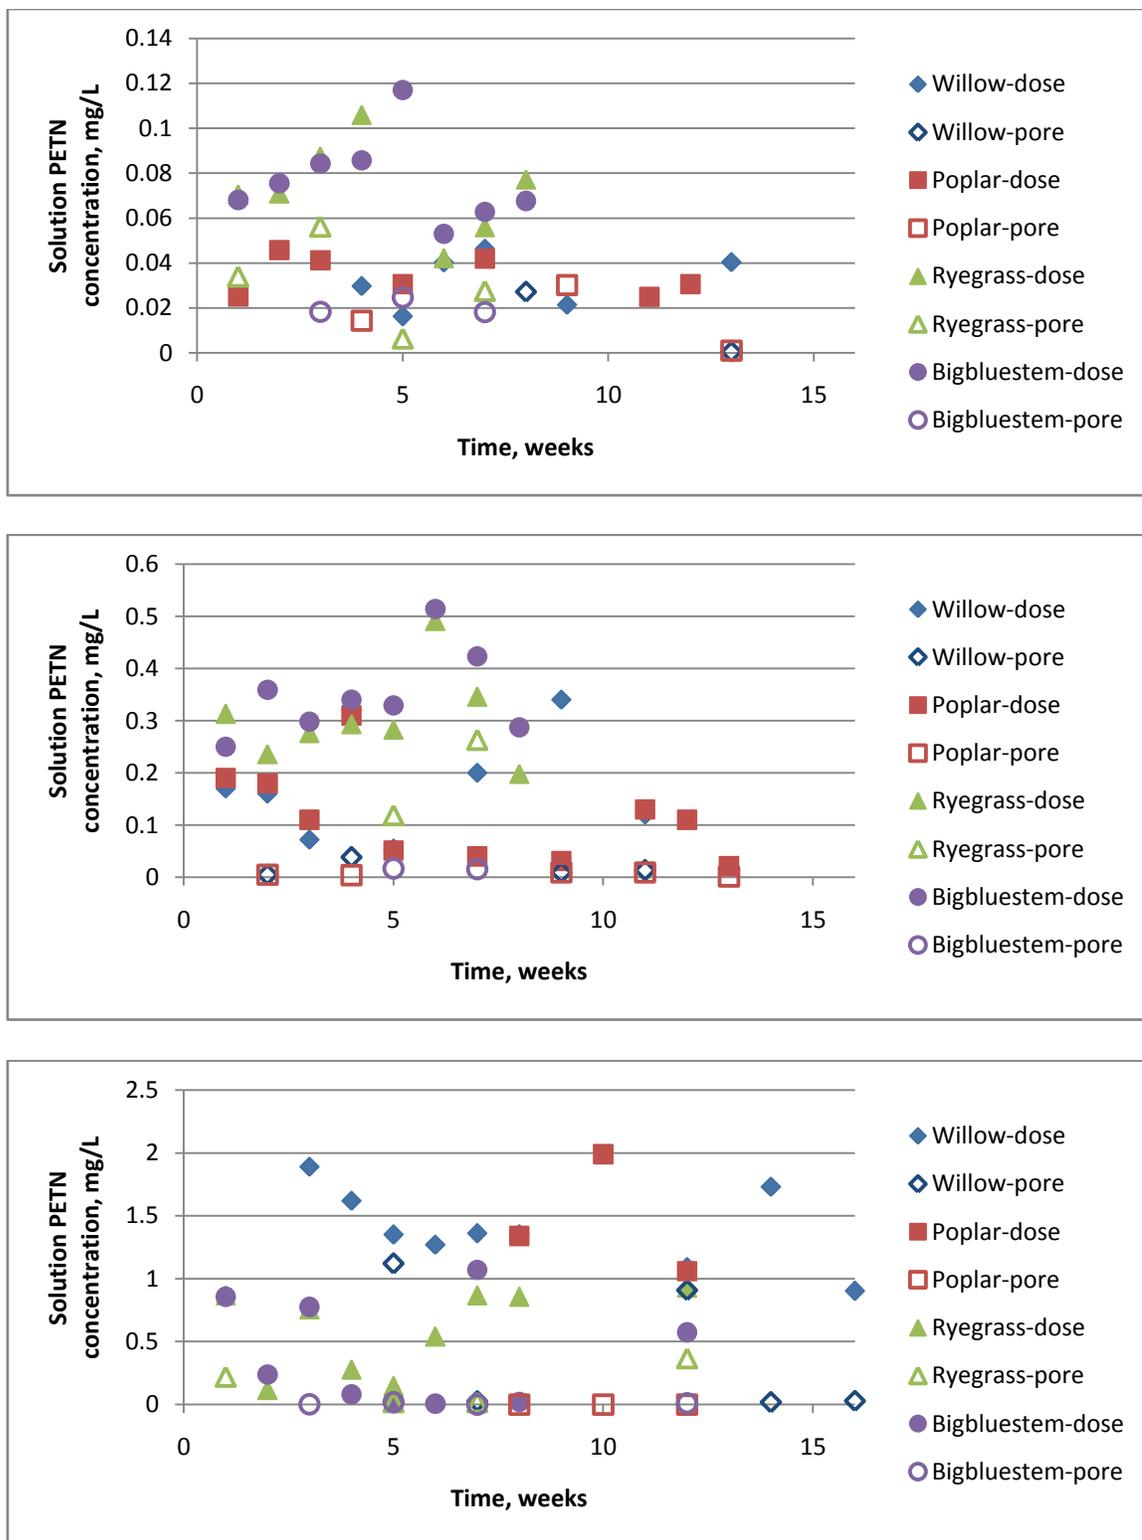 Solution PETN
concentration, mg/L
0.14
0.12
0.1
0.08
0.06
0.04
0.02
0
0 5 10 15
Time, weeks
Willow-dose
Willow-pore
Poplar-dose
Poplar-pore
Ryegrass-dose
Ryegrass-pore
Bigbluestem-dose
Bigbluestem-pore
Solution PETN
concentration, mg/L
0.6
0.5
0.4
0.3
0.2
0.1
0
0 5 10 15
Time, weeks
Willow-dose
Willow-pore
Poplar-dose
Poplar-pore
Ryegrass-dose
Ryegrass-pore
Bigbluestem-dose
Bigbluestem-pore
Solution PETN
concentration, mg/L
2.5
2
1.5
1
0.5
0
0 5 10 15
Time, weeks
Willow-dose
Willow-pore
Poplar-dose
Poplar-pore
Ryegrass-dose
Ryegrass-pore
Bigbluestem-dose
Bigbluestem-pore